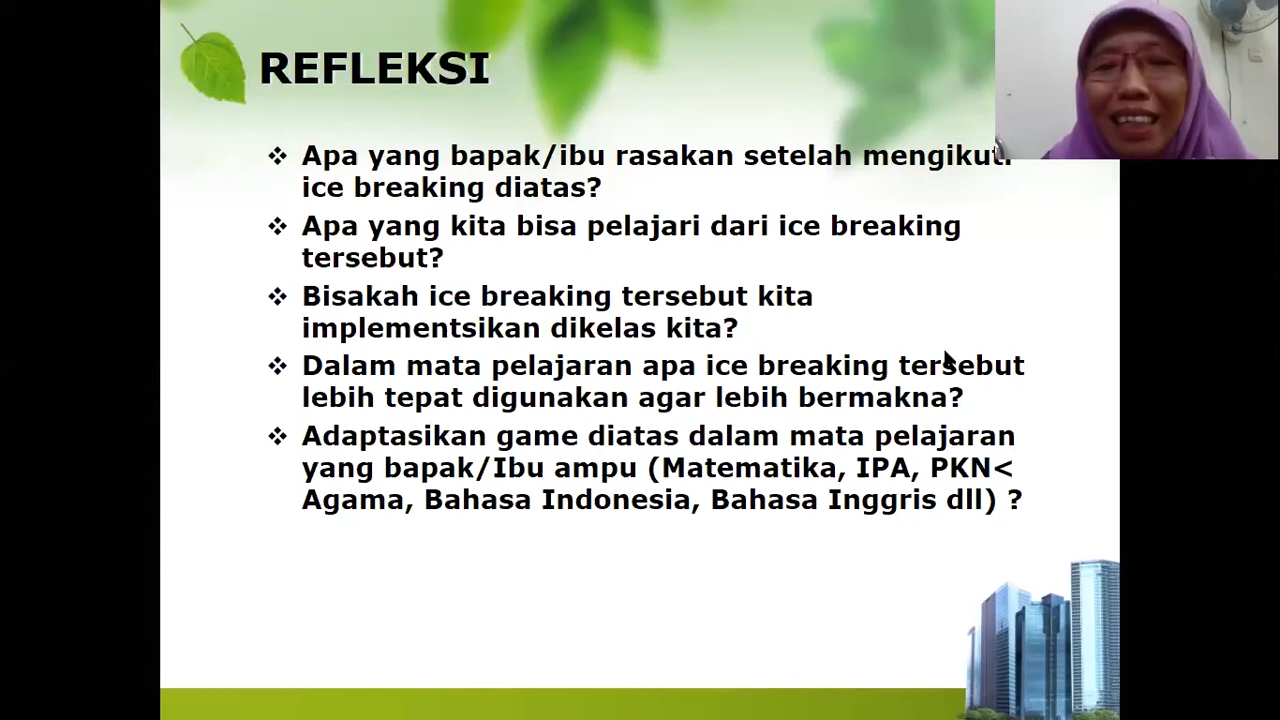 REFLEKSI
❖ Apa yang bapak/ibu rasakan setelah mengikuti
ice breaking diatas?
❖ Apa yang kita bisa pelajari dari ice breaking
tersebut?
❖ Bisakah ice breaking tersebut kita
implementsikan dikelas kita?
❖ Dalam mata pelajaran apa ice breaking tersebut
lebih tepat digunakan agar lebih bermakna?
❖ Adaptasikan game diatas dalam mata pelajaran
yang bapak/Ibu ampu (Matematika, IPA, PKN<
Agama, Bahasa Indonesia, Bahasa Inggris dll) ?